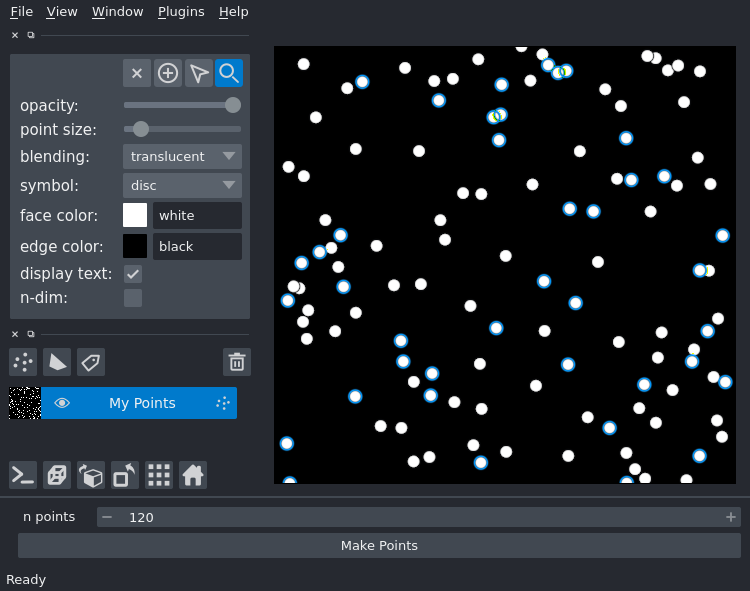 File View Window Plugins Help
opacity:
point size:
blending: translucent
symbol: disc
face color: white
edge color: black
display text:
n-dim:
My Points
n points 120
Make Points
Ready